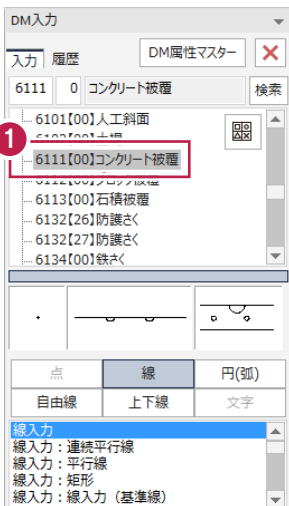 DM入力
入力 履歴 DM属性マスター
6111 0 コンクリート被覆 検索
6101【00】人工斜面
1
6111【00】コンクリート被覆
6113【00】石積被覆
6132【26】防護さく
6132【27】防護さく
6134【00】鉄さく
点 線 円(弧)
自由線 上下線 文字
線入力
線入力：連続平行線
線入力：平行線
線入力：矩形
線入力：線入力（基準線）